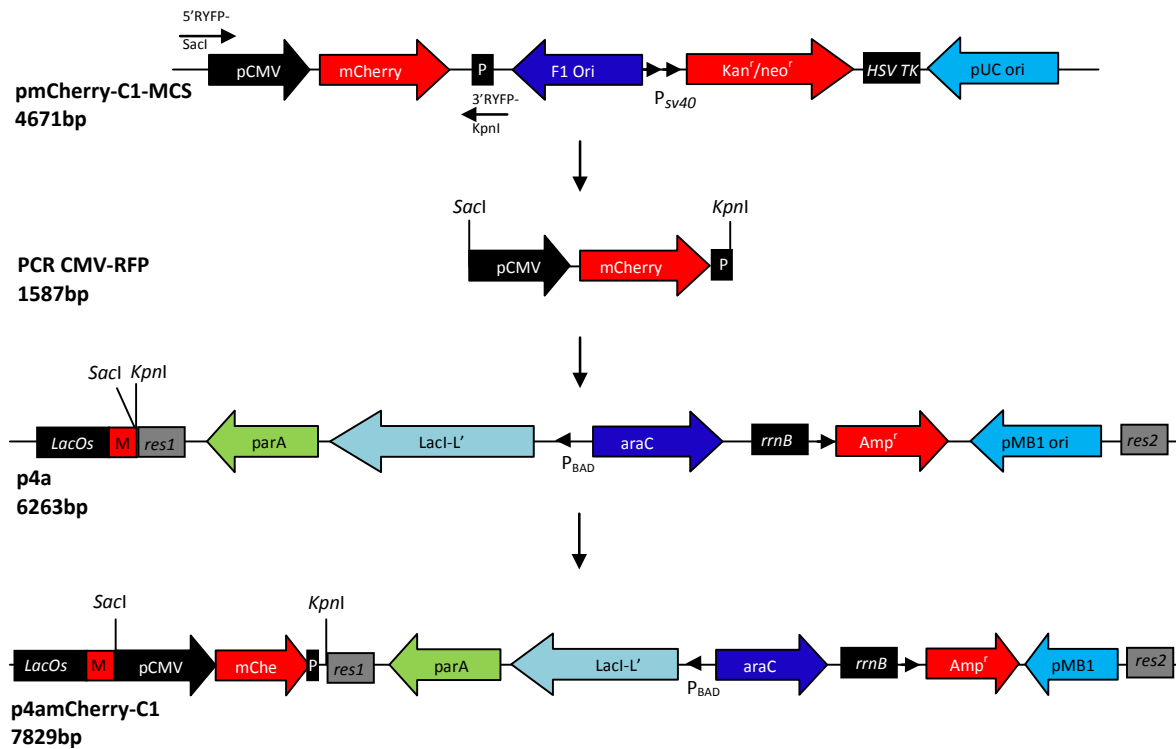 5'RYFP-
SacI
pCMV
mCherry
P
F1 Ori
Psv40
Kanʳ/neoʳ
HSV TK
pUC ori
3'RYFP-
KpnI
pmCherry-C1-MCS
4671bp
SacI
KpnI
pCMV
mCherry
P
PCR CMV-RFP
1587bp
SacI KpnI
LacOs
M
res1
parA
LacI-L'
PBAD
araC
rrnB
Ampʳ
pMB1 ori
res2
p4a
6263bp
SacI
KpnI
LacOs
M
pCMV
mChe
P
res1
parA
LacI-L'
PBAD
araC
rrnB
Ampʳ
pMB1
res2
p4amCherry-C1
7829bp